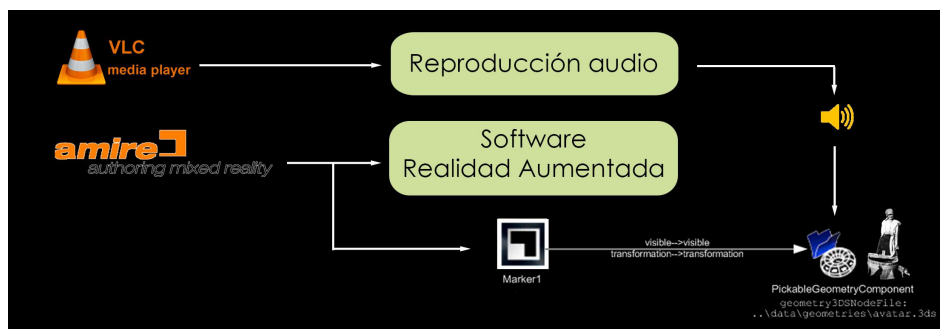 VLC
media player
Reproducción audio
amire
authoring mixed reality
Software
Realidad Aumentada
visible-->visible
transformation-->transformation
Marker1
PickableGeometryComponent
geometry3DSNodeFile:
..\data\geometries\avatar.3ds